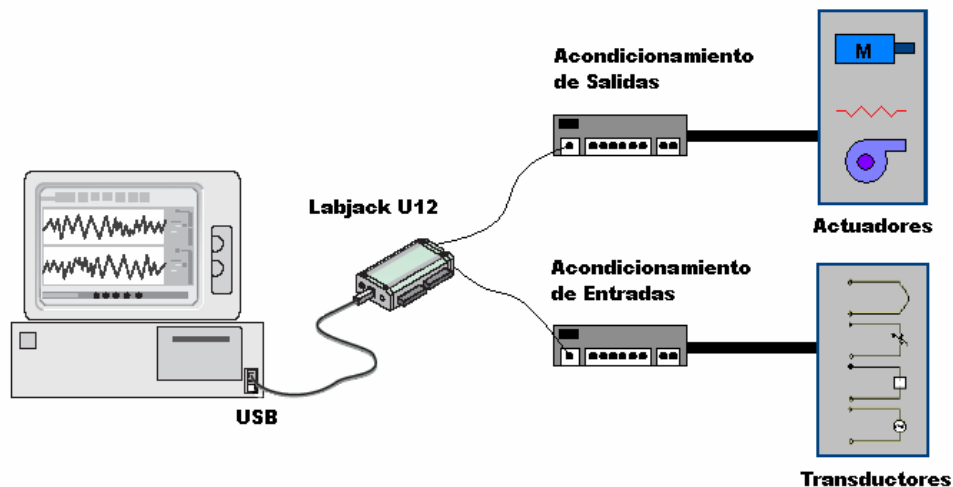 Acondicionamiento
de Salidas
M
Labjack U12
Actuadores
Acondicionamiento
de Entradas
USB
Transductores